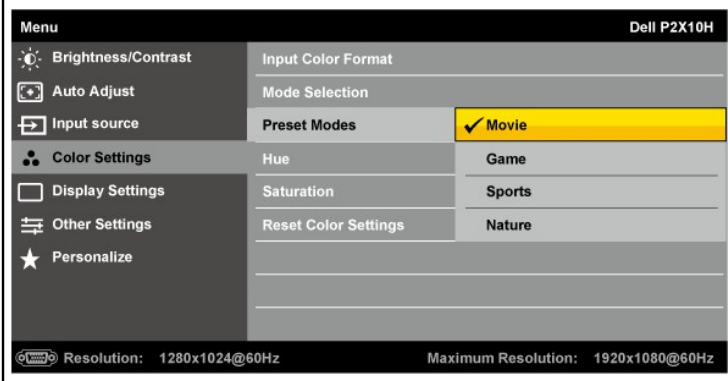 Menu Dell P2X10H
Brightness/Contrast Input Color Format
Auto Adjust Mode Selection
Input source Preset Modes Movie
Color Settings Hue Game
Display Settings Saturation Sports
Other Settings Reset Color Settings Nature
Personalize
Resolution: 1280x1024@60Hz Maximum Resolution: 1920x1080@60Hz